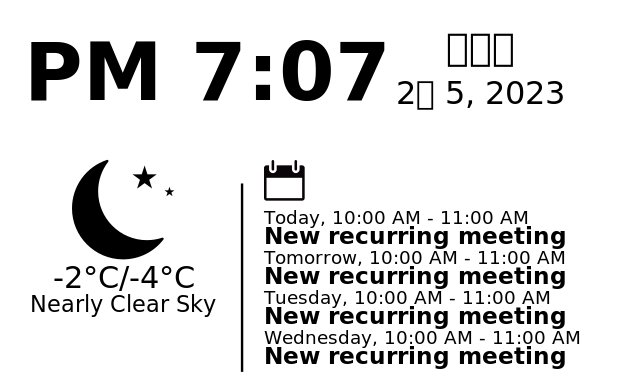 PM 7:07
2 5, 2023
-2°C/-4°C
Nearly Clear Sky
Today, 10:00 AM - 11:00 AM
New recurring meeting
Tomorrow, 10:00 AM - 11:00 AM
New recurring meeting
Tuesday, 10:00 AM - 11:00 AM
New recurring meeting
Wednesday, 10:00 AM - 11:00 AM
New recurring meeting